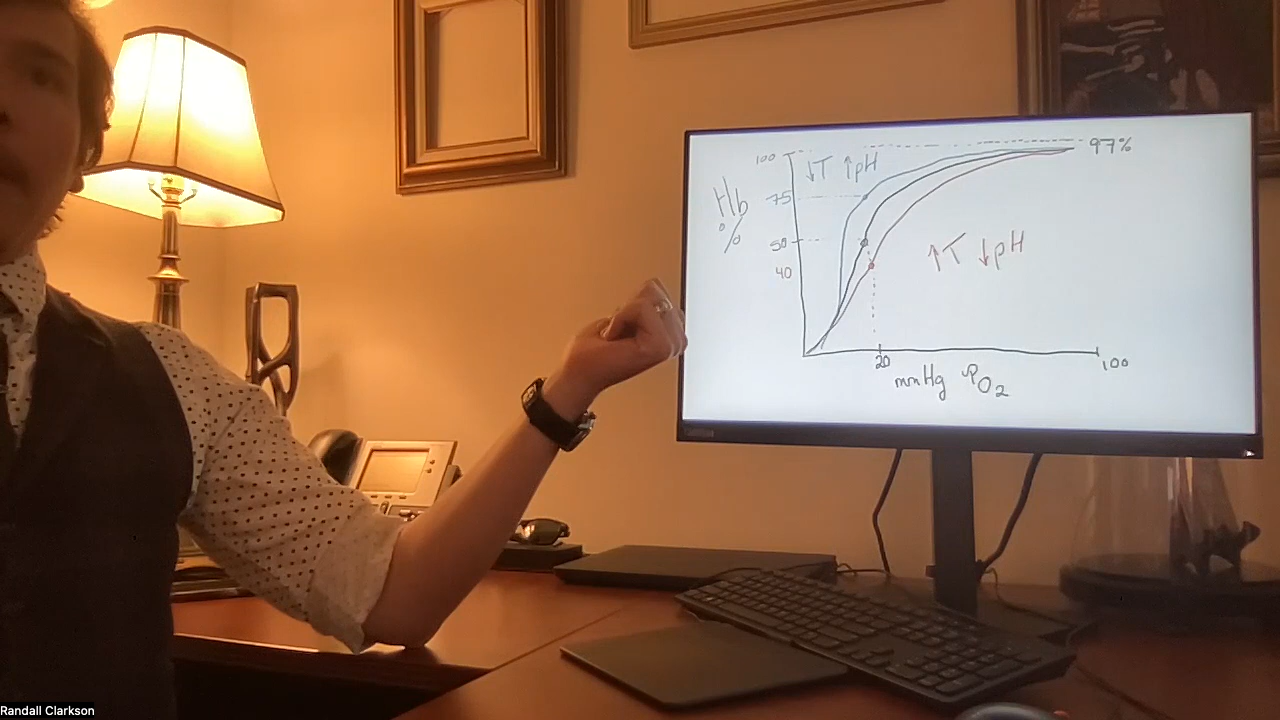 100
↓T ↑pH
97%
Hb
%
75
50
40
↑T ↓pH
20
100
mmHg PO2
Randall Clarkson